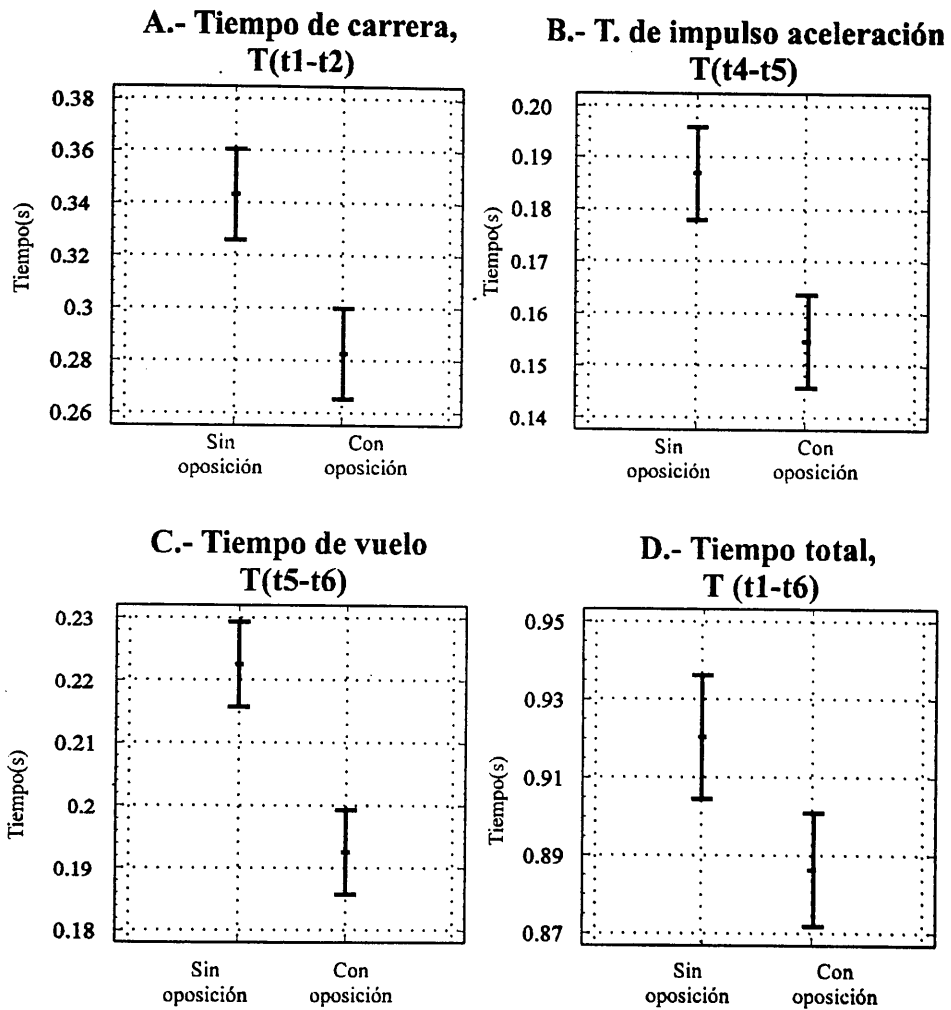 A.- Tiempo de carrera,
T(t1-t2)
0.38
0.36
0.34
0.32
0.3
0.28
0.26
Tiempo(s)
Sin
oposición
Con
oposición
B.- T. de impulso aceleración
T(t4-t5)
0.20
0.19
0.18
0.17
0.16
0.15
0.14
Tiempo(s)
Sin
oposición
Con
oposición
C.- Tiempo de vuelo
T(t5-t6)
0.23
0.22
0.21
0.2
0.19
0.18
Tiempo(s)
Sin
oposición
Con
oposición
D.- Tiempo total,
T (t1-t6)
0.95
0.93
0.91
0.89
0.87
Tiempo(s)
Sin
oposición
Con
oposición